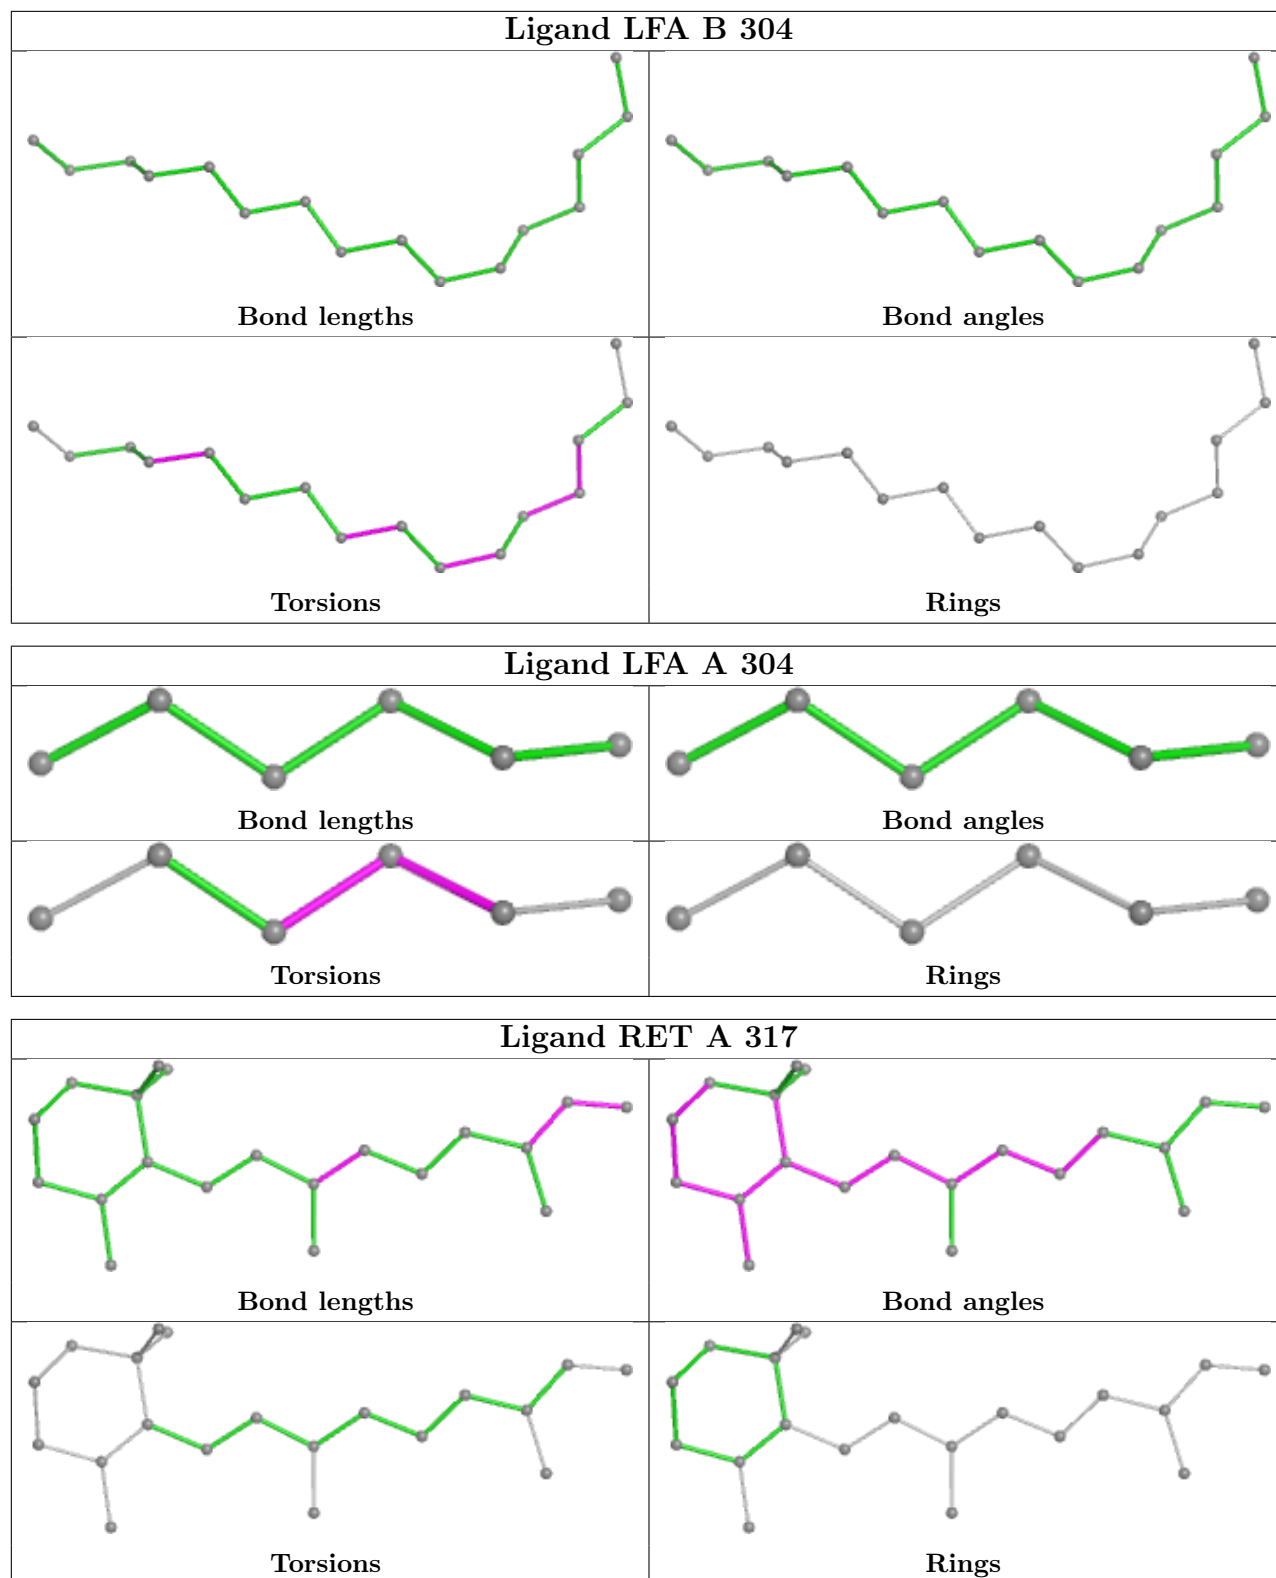 Ligand LFA B 304
Bond lengths
Bond angles
Torsions
Rings
Ligand LFA A 304
Bond lengths
Bond angles
Torsions
Rings
Ligand RET A 317
Bond lengths
Bond angles
Torsions
Rings